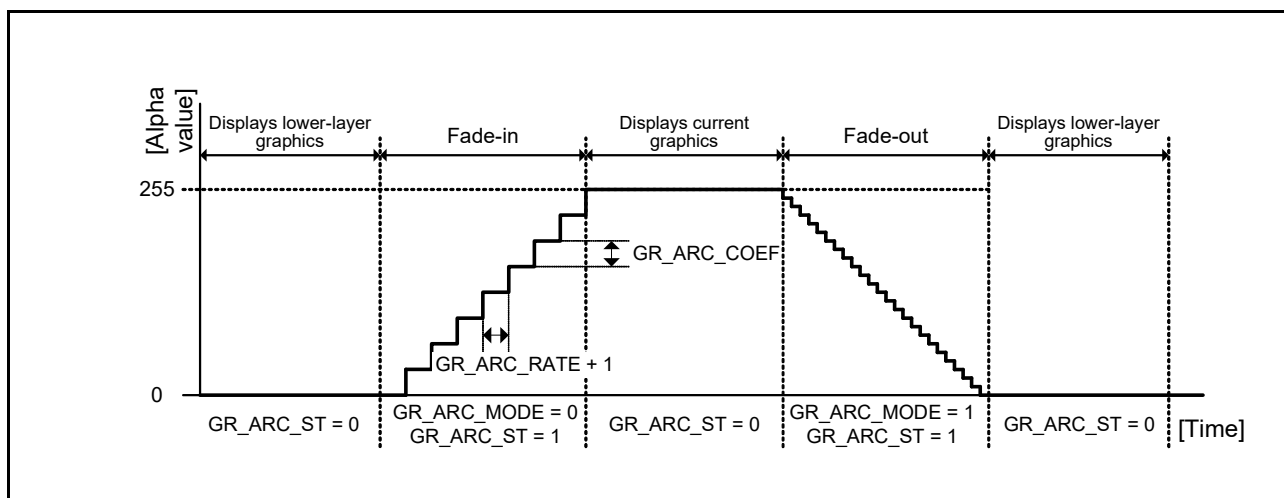 [Alpha
value]
Displays lower-layer
graphics
Fade-in
Displays current
graphics
Fade-out
Displays lower-layer
graphics
255
GR_ARC_COEF
GR_ARC_RATE + 1
0
GR_ARC_ST = 0
GR_ARC_MODE = 0
GR_ARC_ST = 1
GR_ARC_ST = 0
GR_ARC_MODE = 1
GR_ARC_ST = 1
GR_ARC_ST = 0
[Time]